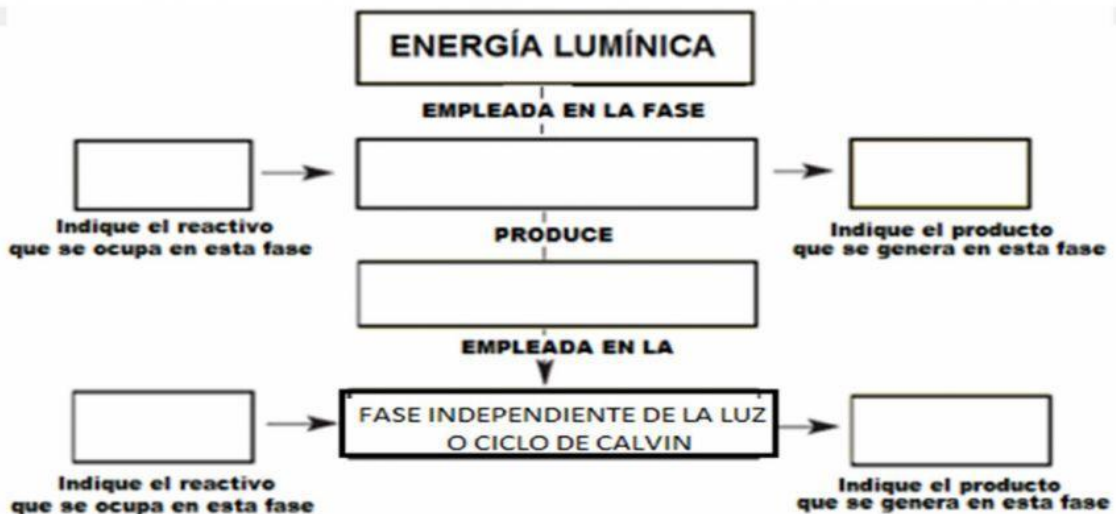 ENERGÍA LUMÍNICA
EMPLEADA EN LA FASE
Indique el reactivo
que se ocupa en esta fase
PRODUCE
Indique el producto
que se genera en esta fase
EMPLEADA EN LA
FASE INDEPENDIENTE DE LA LUZ
O CICLO DE CALVIN
Indique el reactivo
que se ocupa en esta fase
Indique el producto
que se genera en esta fase